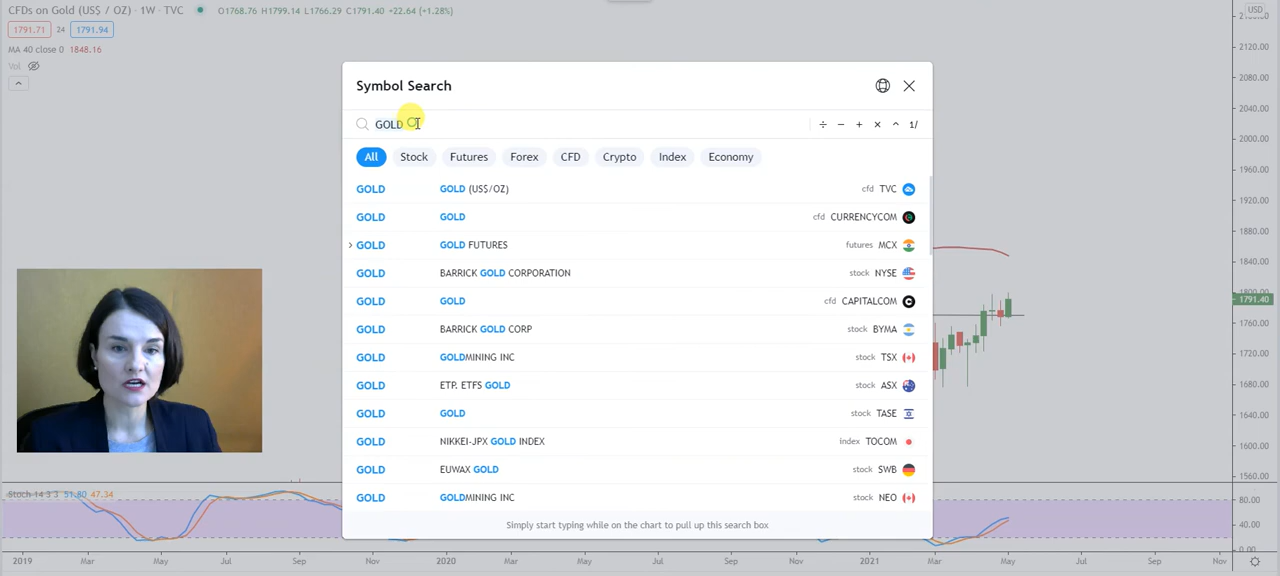 CFDs on Gold (US$ / OZ) · 1W · TVC O1768.76 H1799.14 L1766.29 C1791.40 +22.64 (+1.28%)
1791.71 24 1791.94
MA 40 close 0 1848.16
Vol
USD
Symbol Search
GOLD
÷ − + × ^ 1/
All Stock Futures Forex CFD Crypto Index Economy
GOLD GOLD (US$/OZ) cfd TVC
GOLD GOLD cfd CURRENCYCOM
GOLD GOLD FUTURES futures MCX
GOLD BARRICK GOLD CORPORATION stock NYSE
GOLD GOLD cfd CAPITALCOM
GOLD BARRICK GOLD CORP stock BYMA
GOLD GOLDMINING INC stock TSX
GOLD ETP, ETFS GOLD stock ASX
GOLD GOLD stock TASE
GOLD NIKKEI-JPX GOLD INDEX index TOCOM
GOLD EUWAX GOLD stock SWB
GOLD GOLDMINING INC stock NEO
Simply start typing while on the chart to pull up this search box
2120.00
2080.00
2040.00
2000.00
1960.00
1920.00
1880.00
1840.00
1800.00
1791.40
1760.00
1720.00
1680.00
1640.00
1600.00
1560.00
Stoch 14 3 3 51.80 47.34
80.00
40.00
0.00
2019 Mar May Jul Sep Nov 2020 Mar May Jul Sep Nov 2021 Mar May Jul Sep Nov